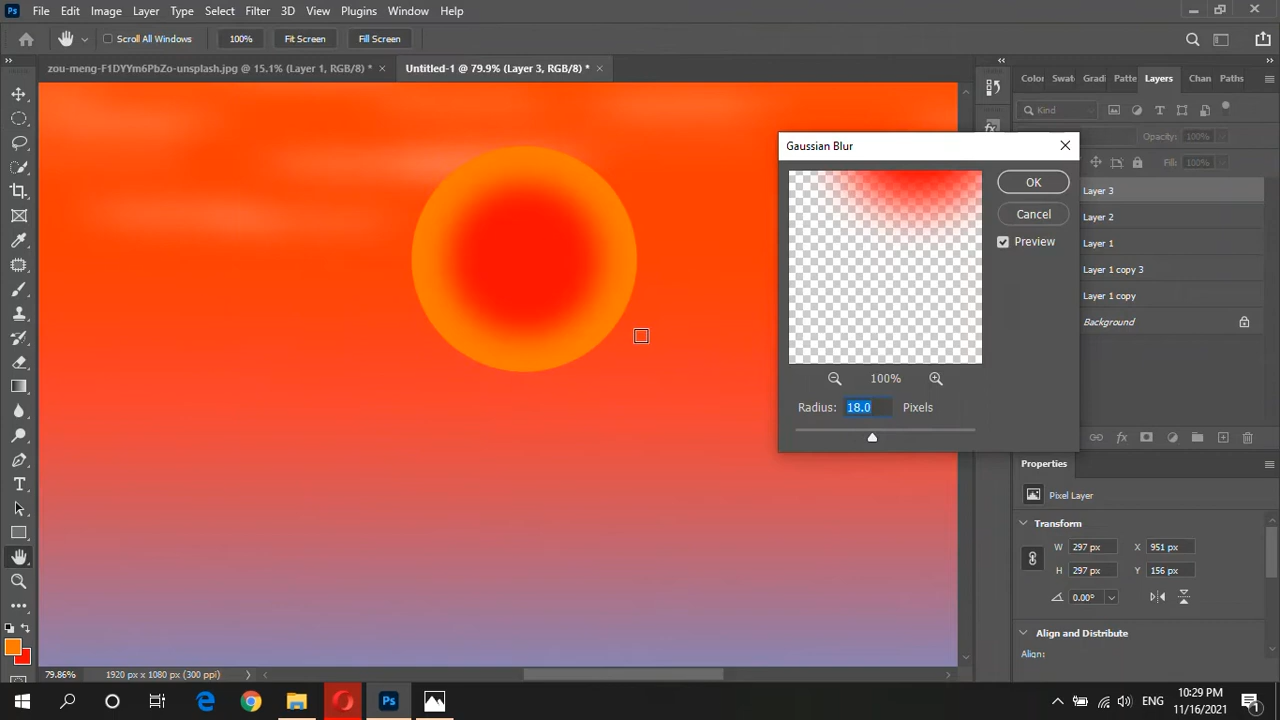 Ps File Edit Image Layer Type Select Filter 3D View Plugins Window Help
Scroll All Windows 100% Fit Screen Fill Screen
zou-meng-F1DYYm6PbZo-unsplash.jpg @ 15.1% (Layer 1, RGB/8) * Untitled-1 @ 79.9% (Layer 3, RGB/8) *
Color Swat Gradi Patte Layers Chan Paths
Kind
Opacity: 100%
Fill: 100%
Layer 3
Layer 2
Layer 1
Layer 1 copy 3
Layer 1 copy
Background
Gaussian Blur
OK
Cancel
Preview
100%
Radius: 18.0 Pixels
fx
Properties
Pixel Layer
Transform
W 297 px X 951 px
H 297 px Y 156 px
0.00°
Align and Distribute
Align:
79.86% 1920 px x 1080 px (300 ppi)
Ps
ENG
10:29 PM
11/16/2021
1